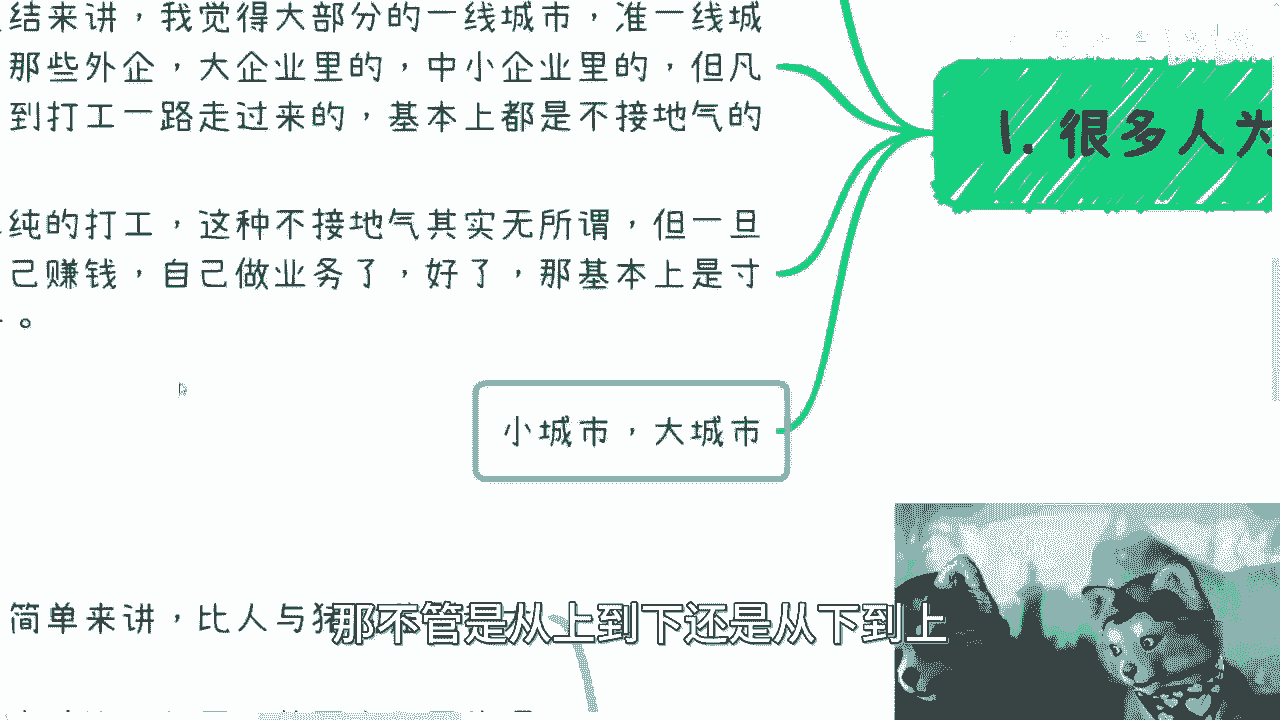 结来讲，我觉得大部分的一线城市，准一线城
那些外企，大企业里的，中小企业里的，但凡
到打工一路走过来的，基本上都是不接地气的
1. 很多人为
纯的打工，这种不接地气其实无所谓，但一旦
己赚钱，自己做业务了，好了，那基本上是寸
。
小城市，大城市
简单来讲，比人与猪
那不管是从上到下还是从下到上